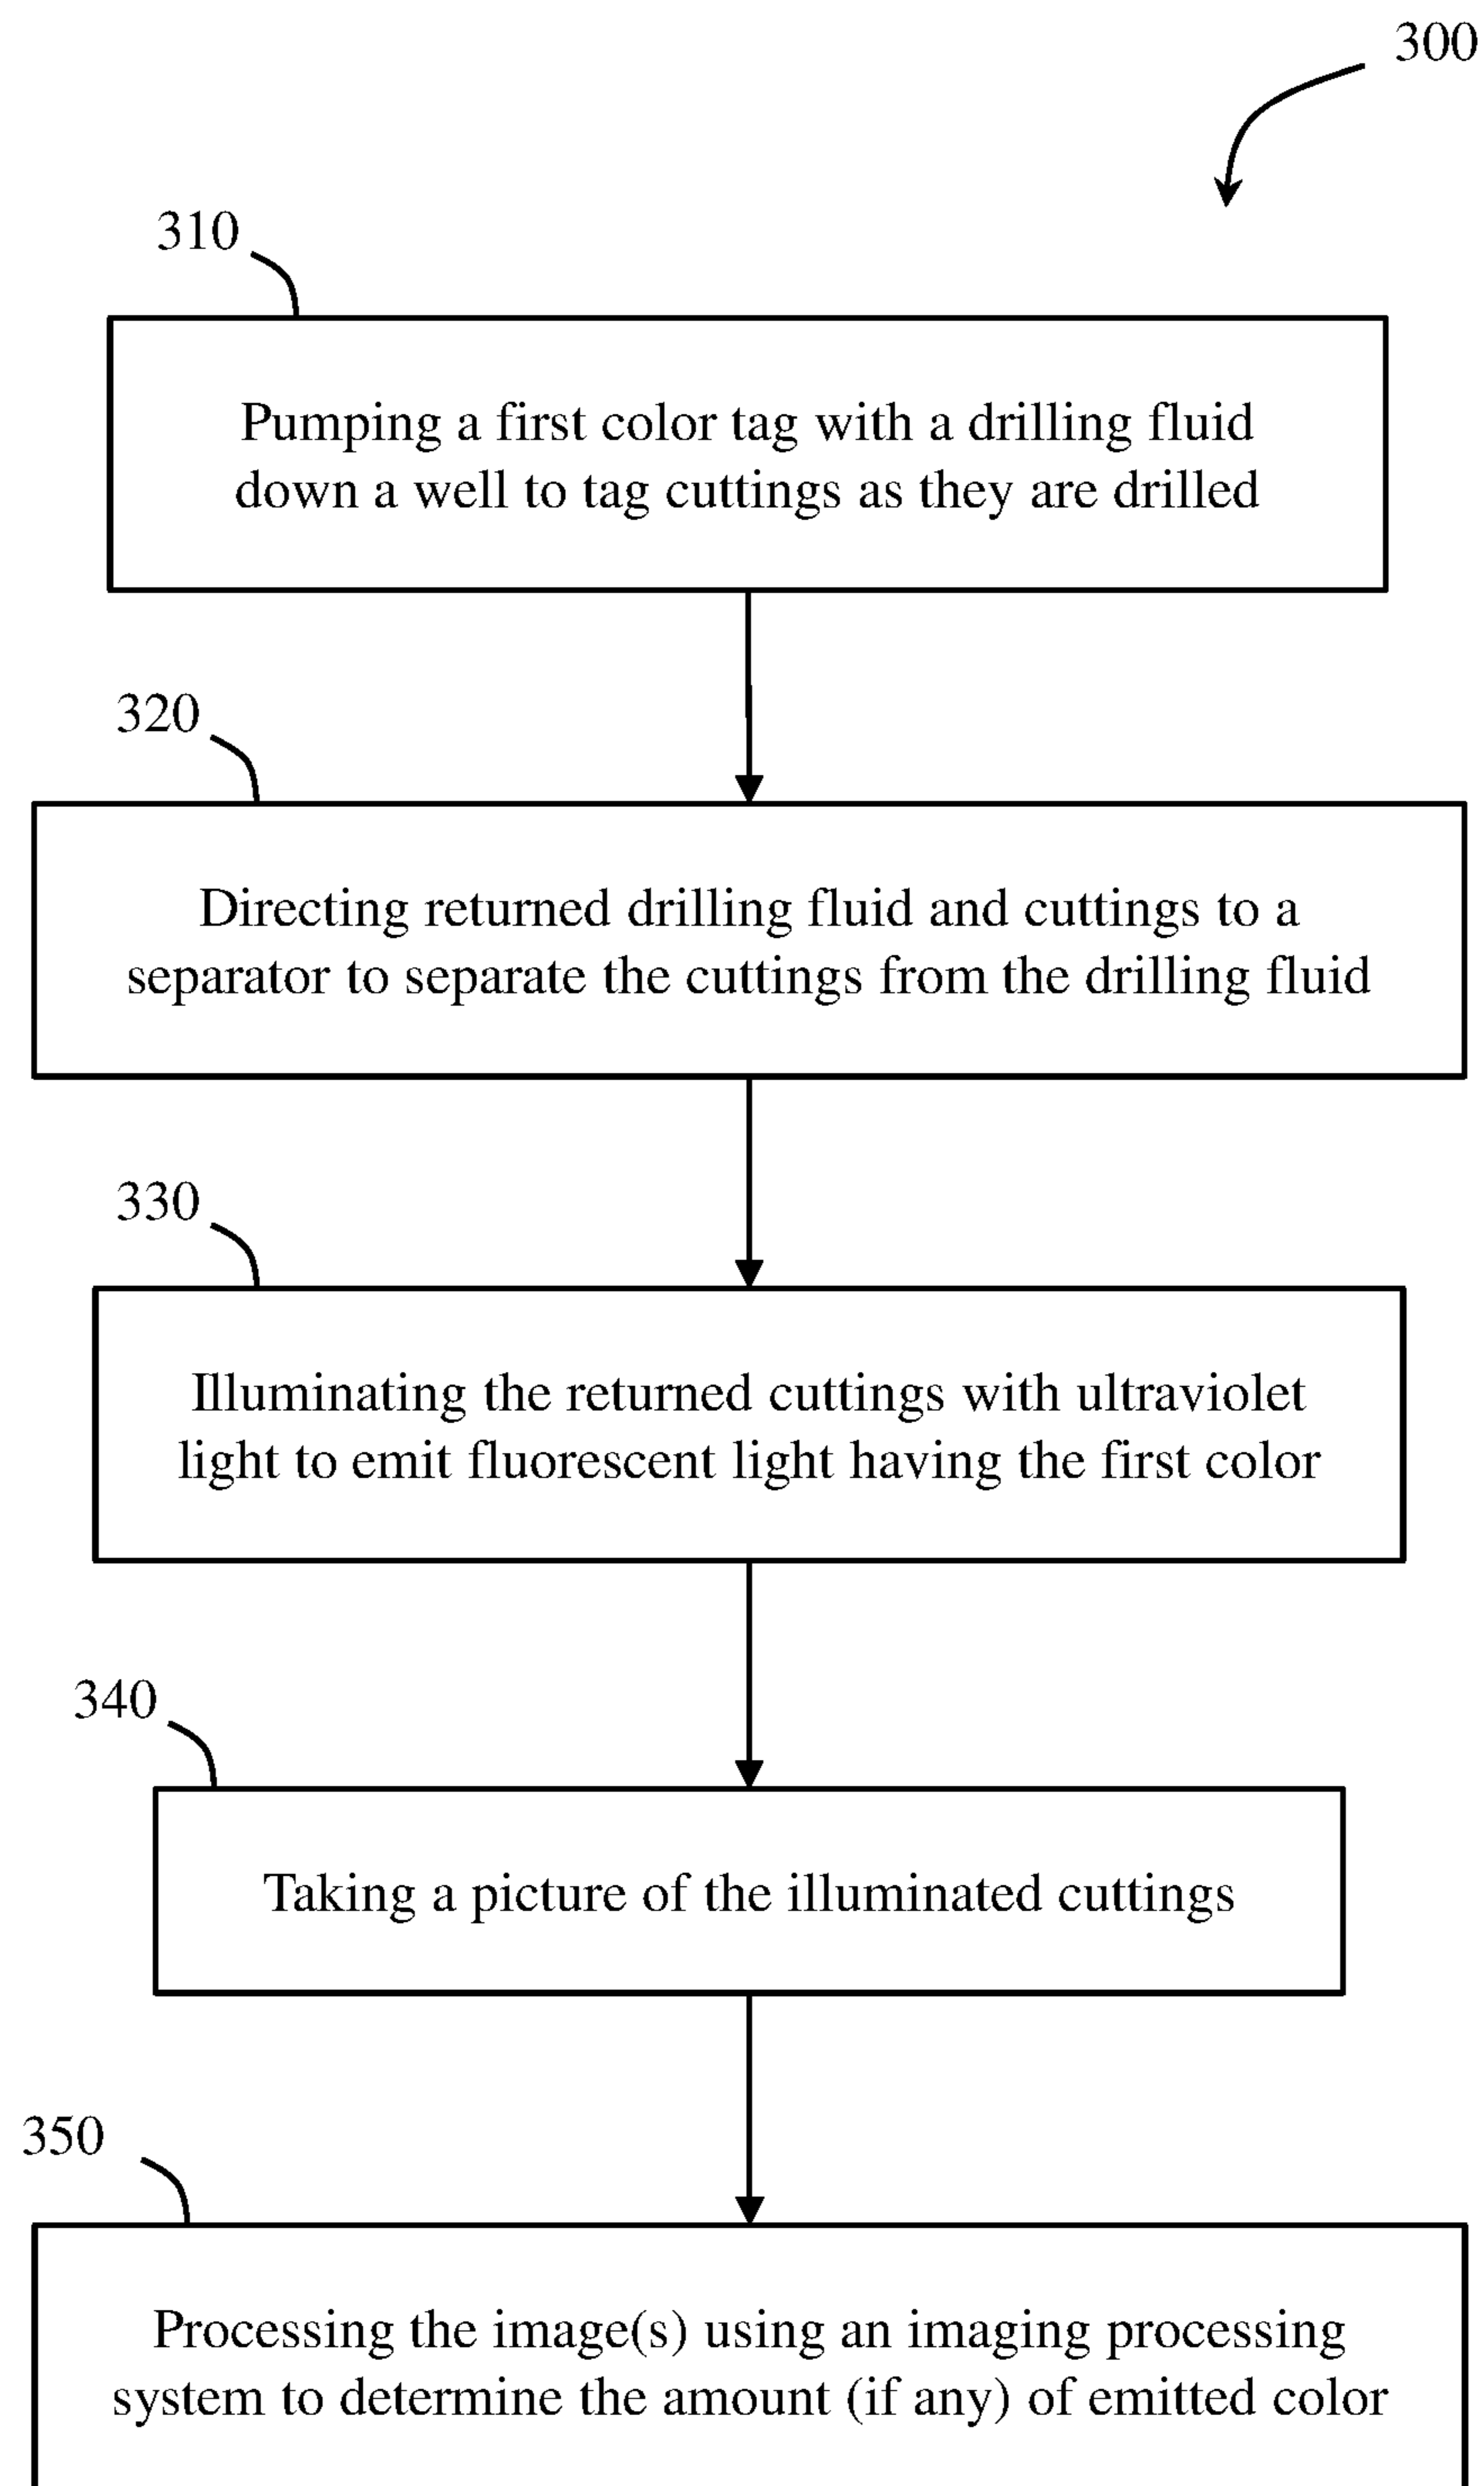 300
310
Pumping a first color tag with a drilling fluid
down a well to tag cuttings as they are drilled
320
Directing returned drilling fluid and cuttings to a
separator to separate the cuttings from the drilling fluid
330
Illuminating the returned cuttings with ultraviolet
light to emit fluorescent light having the first color
340
Taking a picture of the illuminated cuttings
350
Processing the image(s) using an imaging processing
system to determine the amount (if any) of emitted color